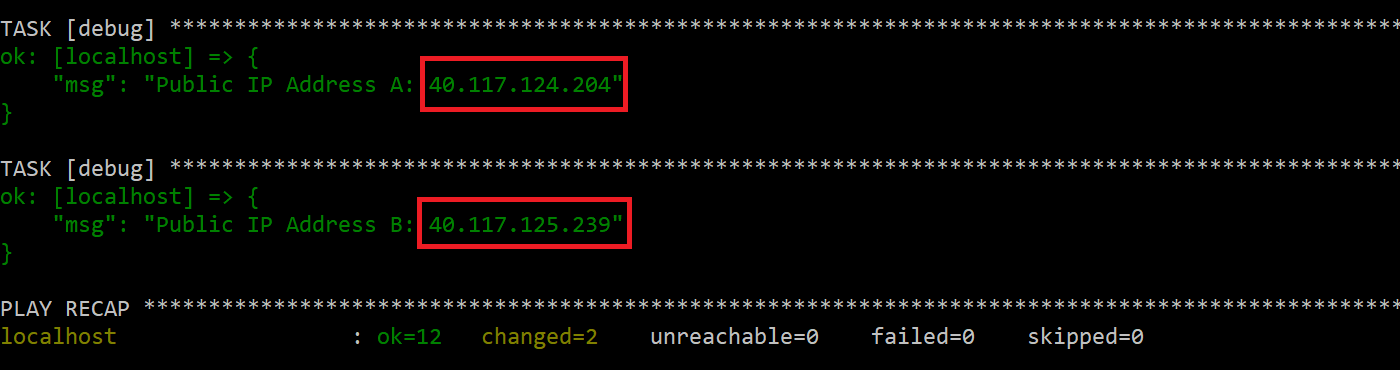 TASK [debug] **********************************************************************************************
ok: [localhost] => {
    "msg": "Public IP Address A: 40.117.124.204"
}
TASK [debug] **********************************************************************************************
ok: [localhost] => {
    "msg": "Public IP Address B: 40.117.125.239"
}
PLAY RECAP ************************************************************************************************
localhost                  : ok=12   changed=2    unreachable=0    failed=0    skipped=0